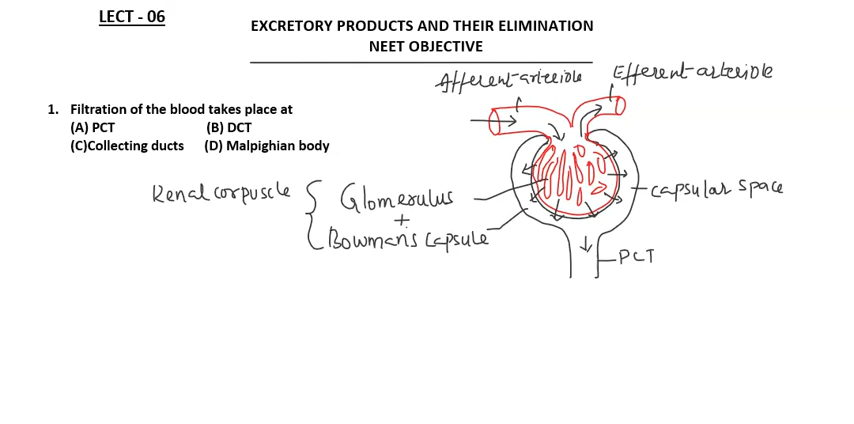 LECT - 06
EXCRETORY PRODUCTS AND THEIR ELIMINATION
NEET OBJECTIVE
Afferent-arteriole
Efferent-arteriole
1. Filtration of the blood takes place at
(A) PCT (B) DCT
(C)Collecting ducts (D) Malpighian body
Renal corpuscle { Glomerulus
+
Bowman's capsule
capsular space
PCT